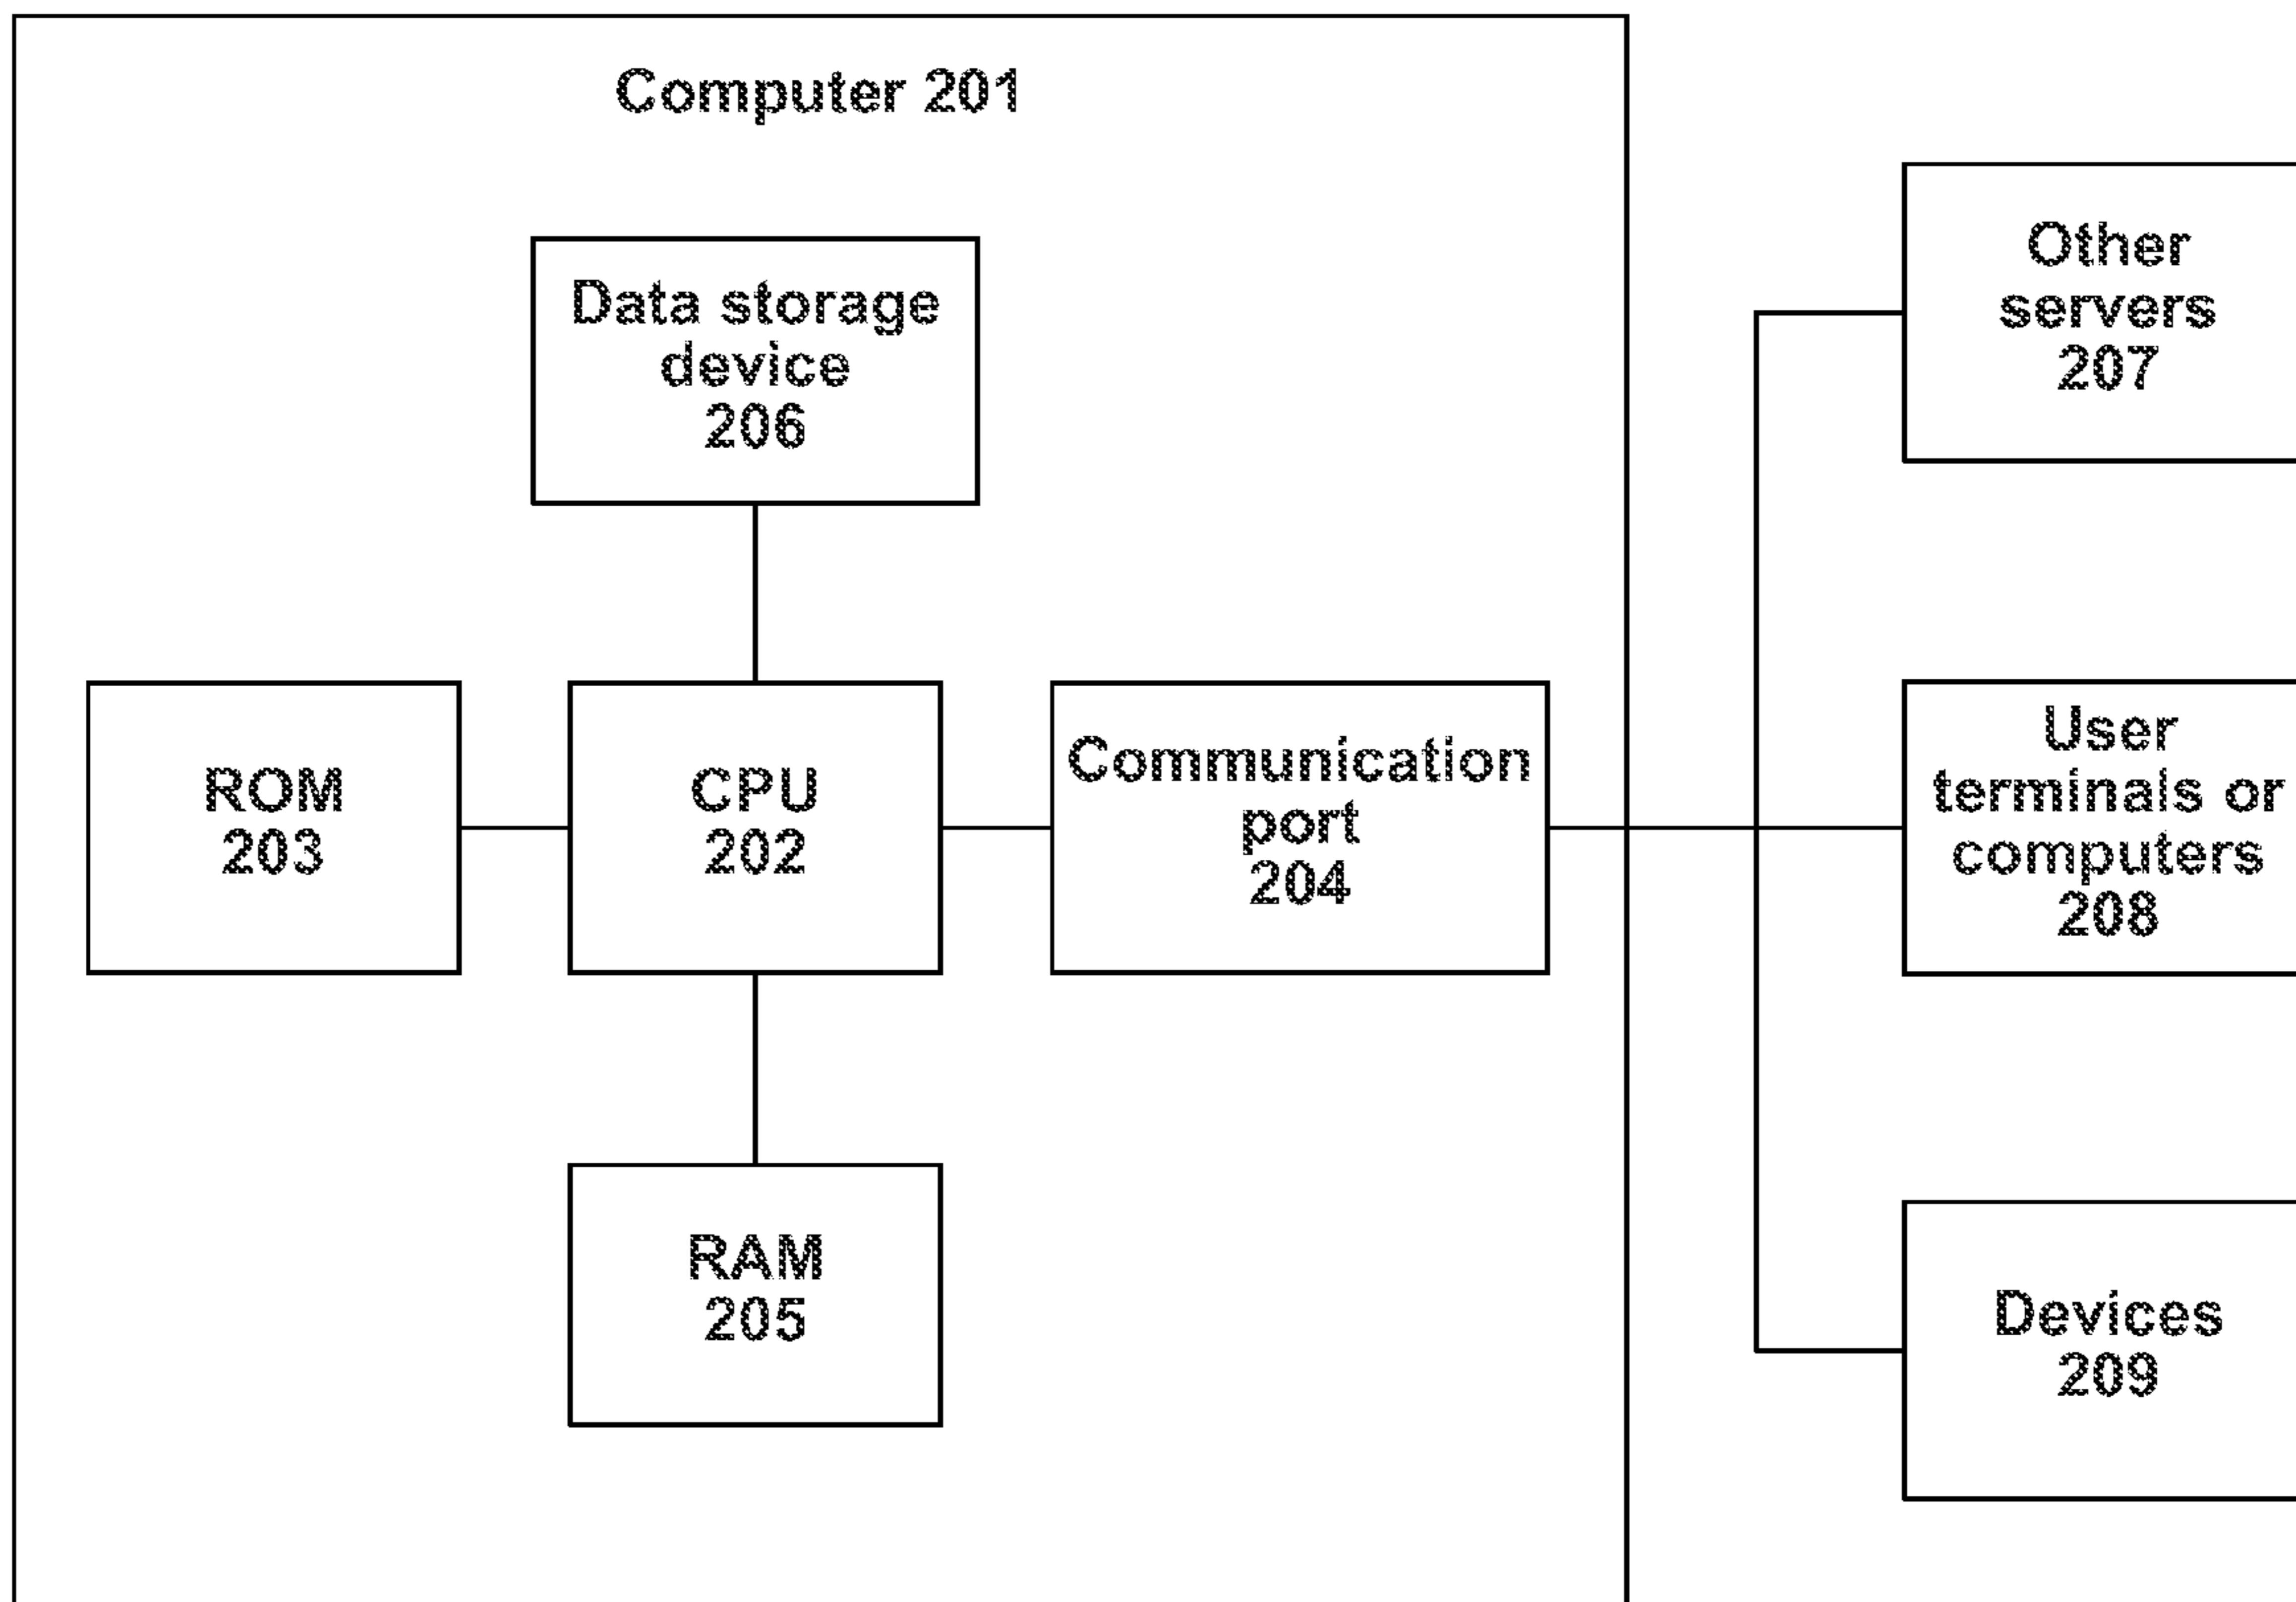 Computer 201
Data storage
device
206
ROM
203
CPU
202
Communication
port
204
RAM
205
Other
servers
207
User
terminals or
computers
208
Devices
209